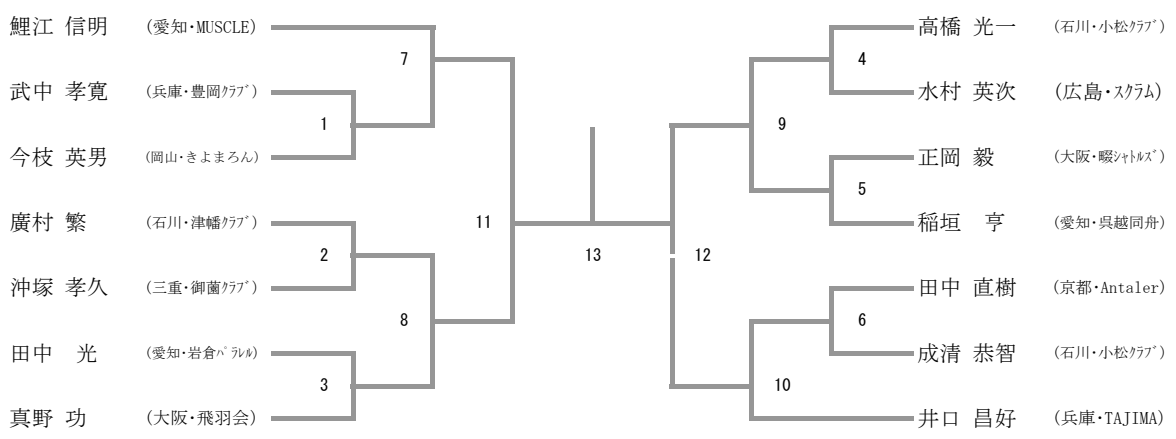 鯉江 信明 (愛知・MUSCLE)
7
武中 孝寛 (兵庫・豊岡ｸﾗﾌﾞ)
1
今枝 英男 (岡山・きよまろん)
11
廣村 繁 (石川・津幡ｸﾗﾌﾞ)
2
沖塚 孝久 (三重・御薗ｸﾗﾌﾞ)
8
田中 光 (愛知・岩倉ﾊﾟﾗﾚﾙ)
3
真野 功 (大阪・飛羽会)
13
高橋 光一 (石川・小松ｸﾗﾌﾞ)
4
水村 英次 (広島・ｽｸﾗﾑ)
9
正岡 毅 (大阪・畷ｼｬﾄﾙｽﾞ)
5
稲垣 亨 (愛知・呉越同舟)
12
田中 直樹 (京都・Antaler)
6
成清 恭智 (石川・小松ｸﾗﾌﾞ)
10
井口 昌好 (兵庫・TAJIMA)